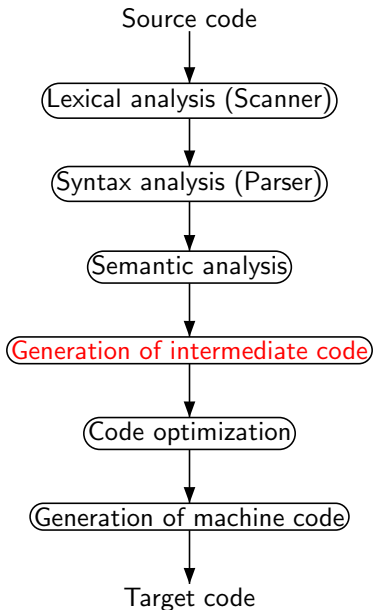 Source code
Lexical analysis (Scanner)
Syntax analysis (Parser)
Semantic analysis
Generation of intermediate code
Code optimization
Generation of machine code
Target code